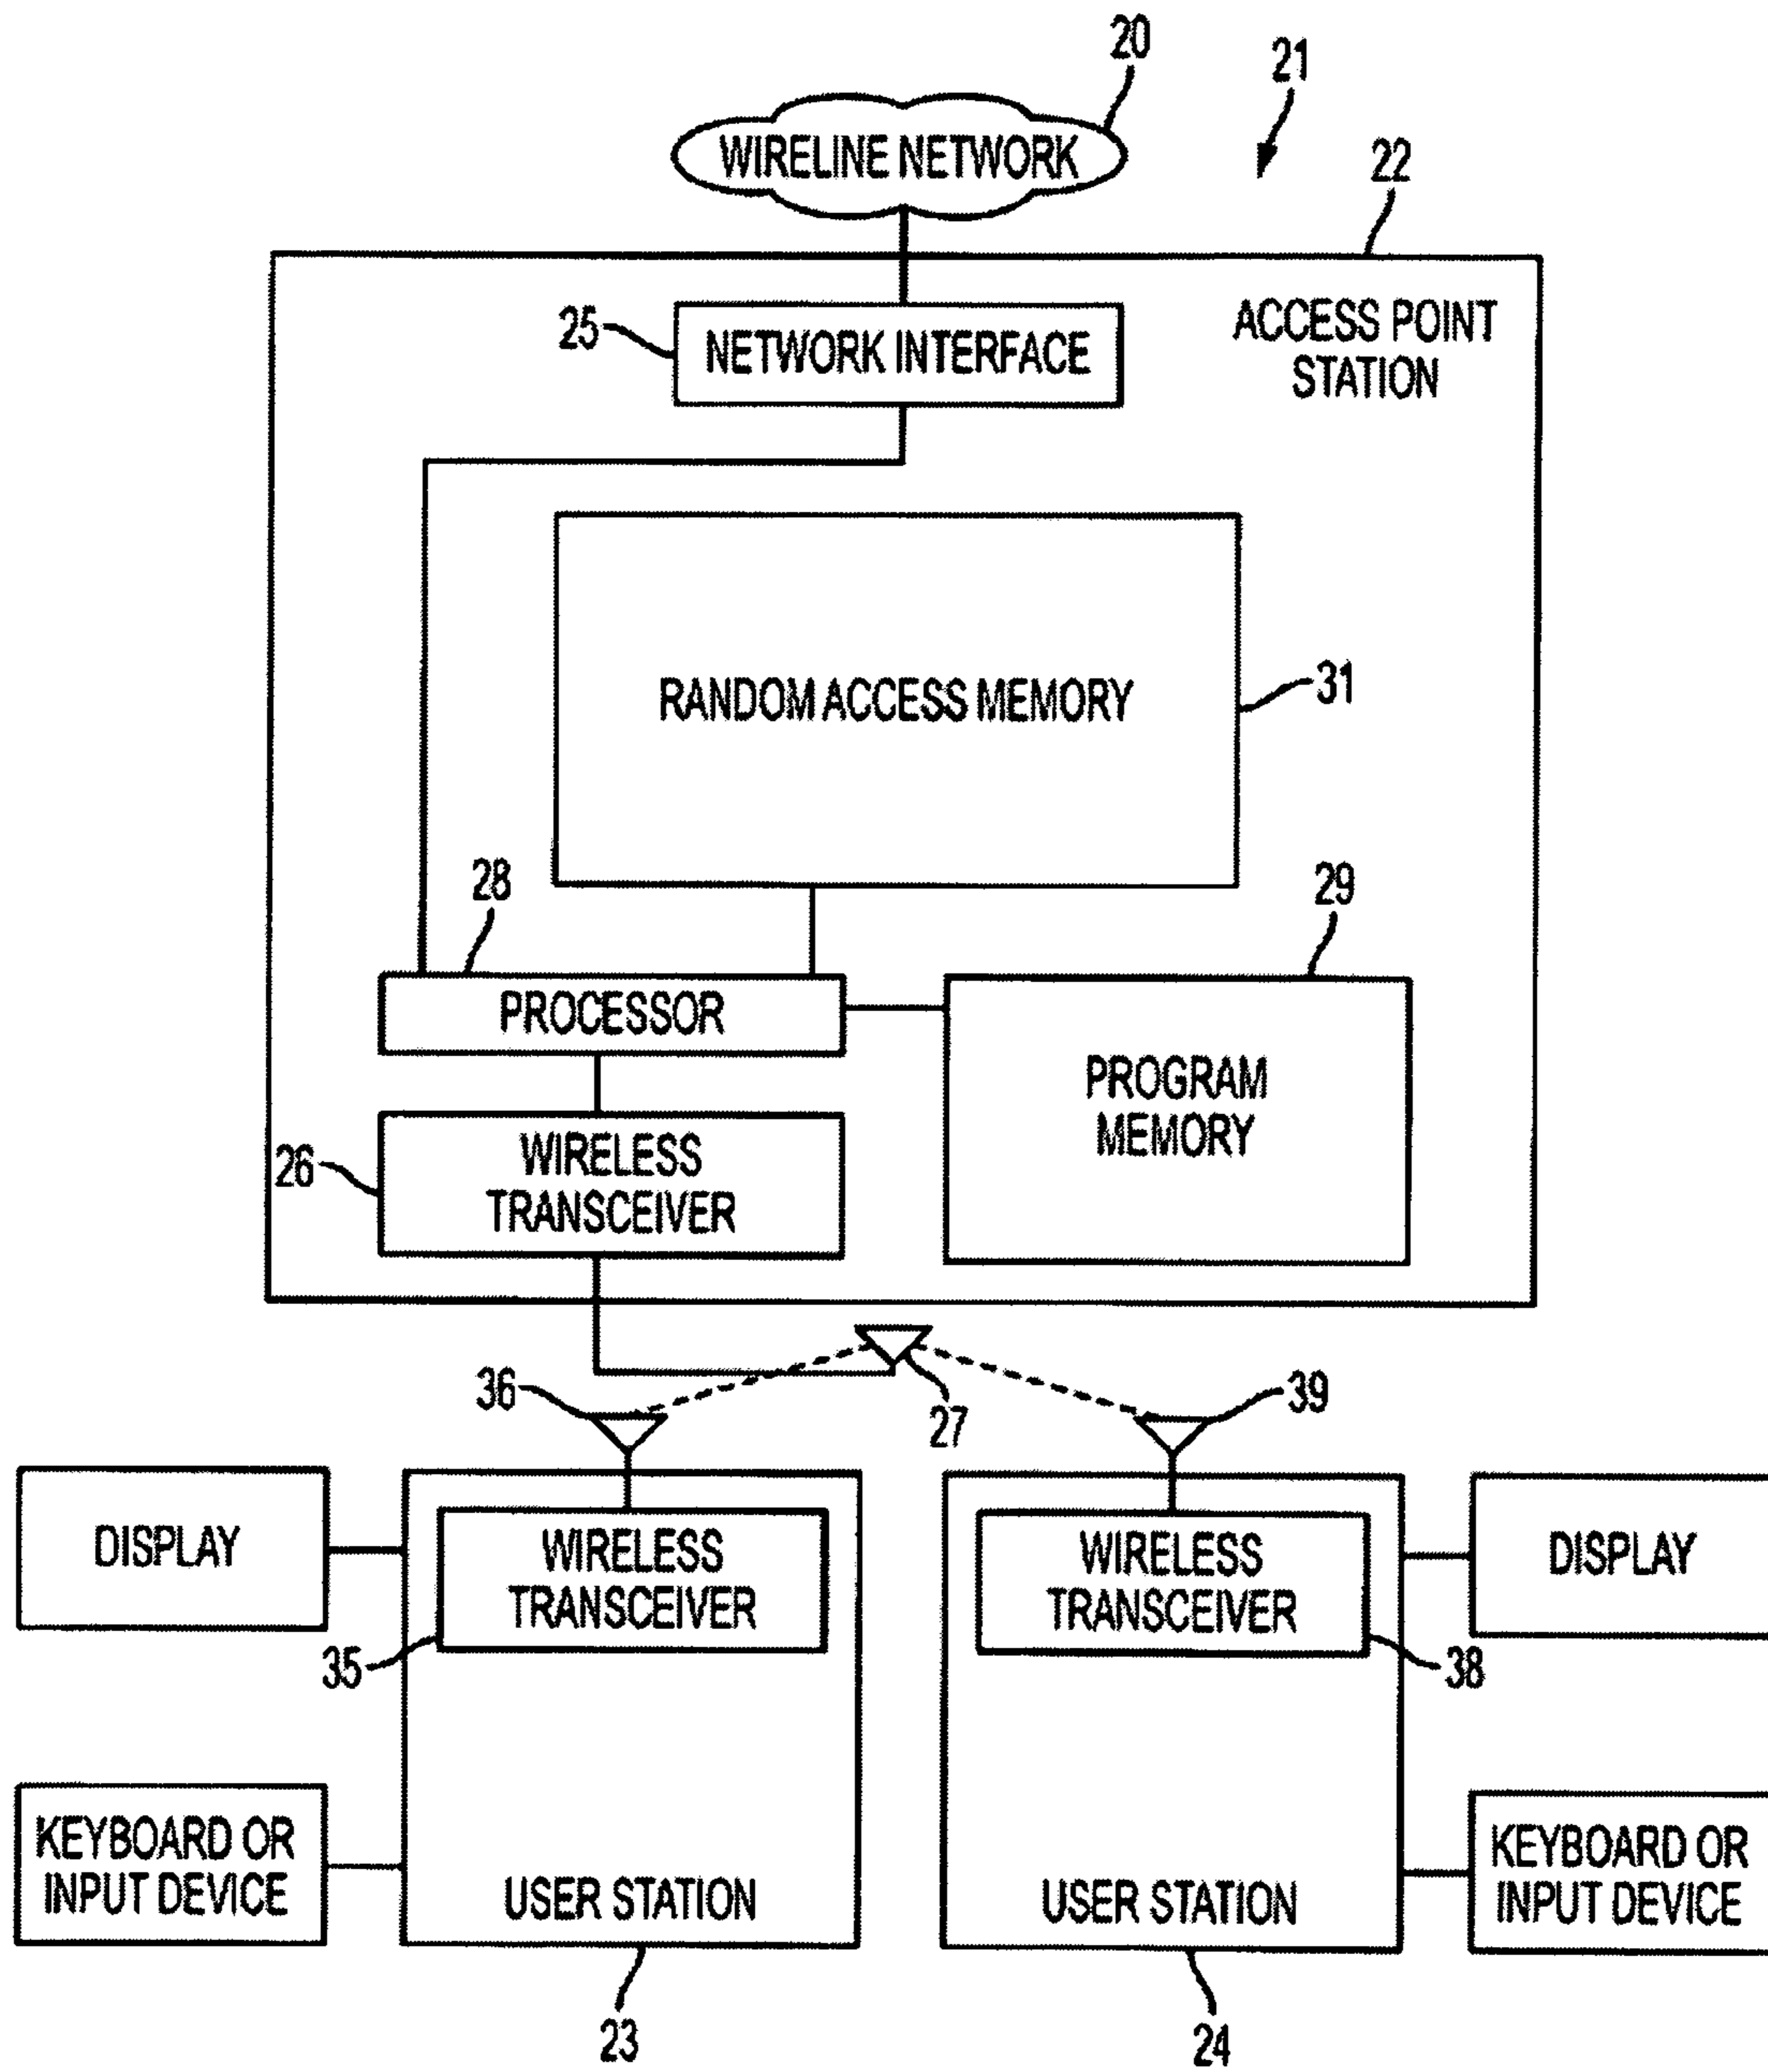 20
21
WIRELINE NETWORK
22
25
NETWORK INTERFACE
ACCESS POINT
STATION
RANDOM ACCESS MEMORY
31
28
29
PROCESSOR
PROGRAM
MEMORY
26
WIRELESS
TRANSCEIVER
36
27
39
DISPLAY
WIRELESS
TRANSCEIVER
35
WIRELESS
TRANSCEIVER
38
DISPLAY
KEYBOARD OR
INPUT DEVICE
USER STATION
USER STATION
KEYBOARD OR
INPUT DEVICE
23
24